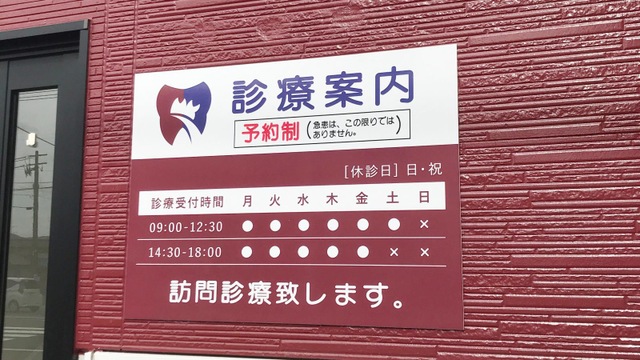 診療案内
予約制 (急患は、この限りでは
ありません。)
[休診日] 日・祝
診療受付時間 月 火 水 木 金 土 日
09:00-12:30 ● ● ● ● ● ● ×
14:30-18:00 ● ● ● ● ● × ×
訪問診療致します。